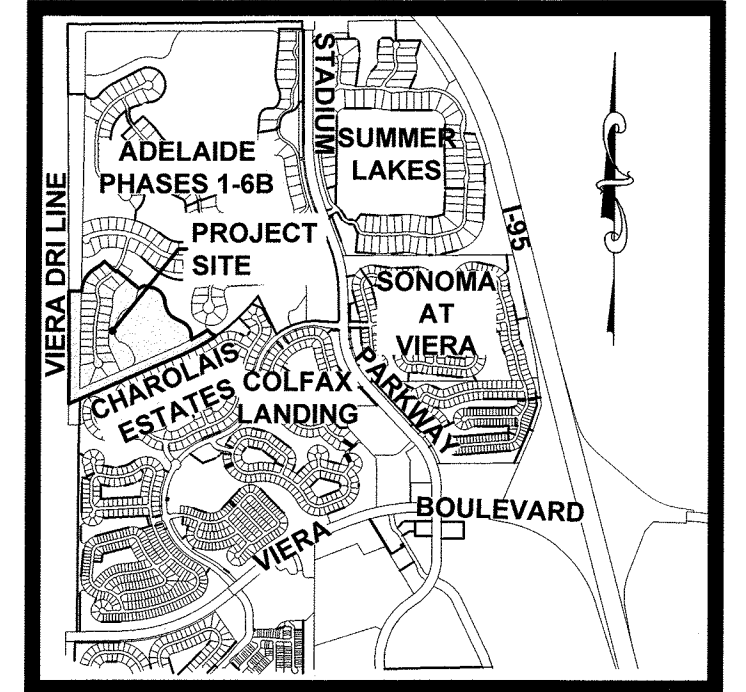 STADIUM
ADELAIDE
PHASES 1-6B
SUMMER
LAKES
VIERA DRI LINE
PROJECT
SITE
I-95
SONOMA
AT
VIERA
PARKWAY
CHAROLAIS
ESTATES
COLFAX
LANDING
VIERA
BOULEVARD